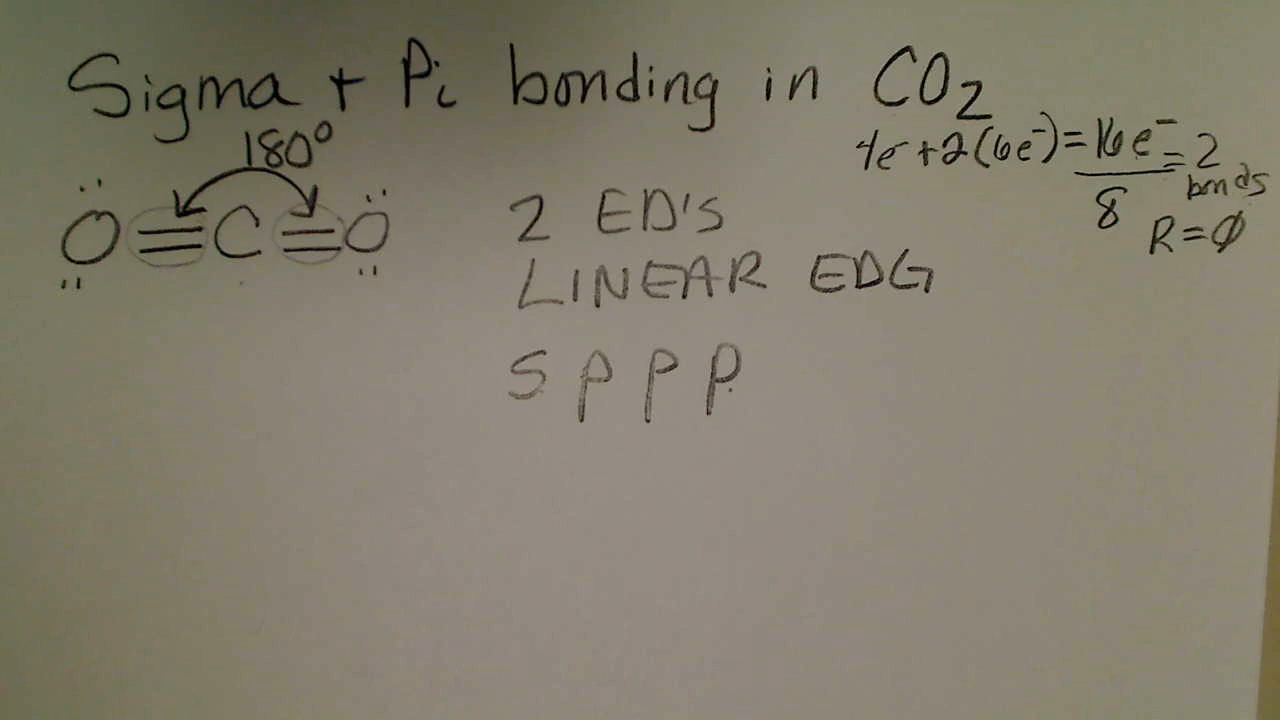 Sigma + Pi bonding in CO₂
4e⁻ + 2(6e⁻) = 16e⁻/8 = 2 bonds
R = ∅
180°
Ö = C = Ö
2 ED's
LINEAR EDG
S P P P